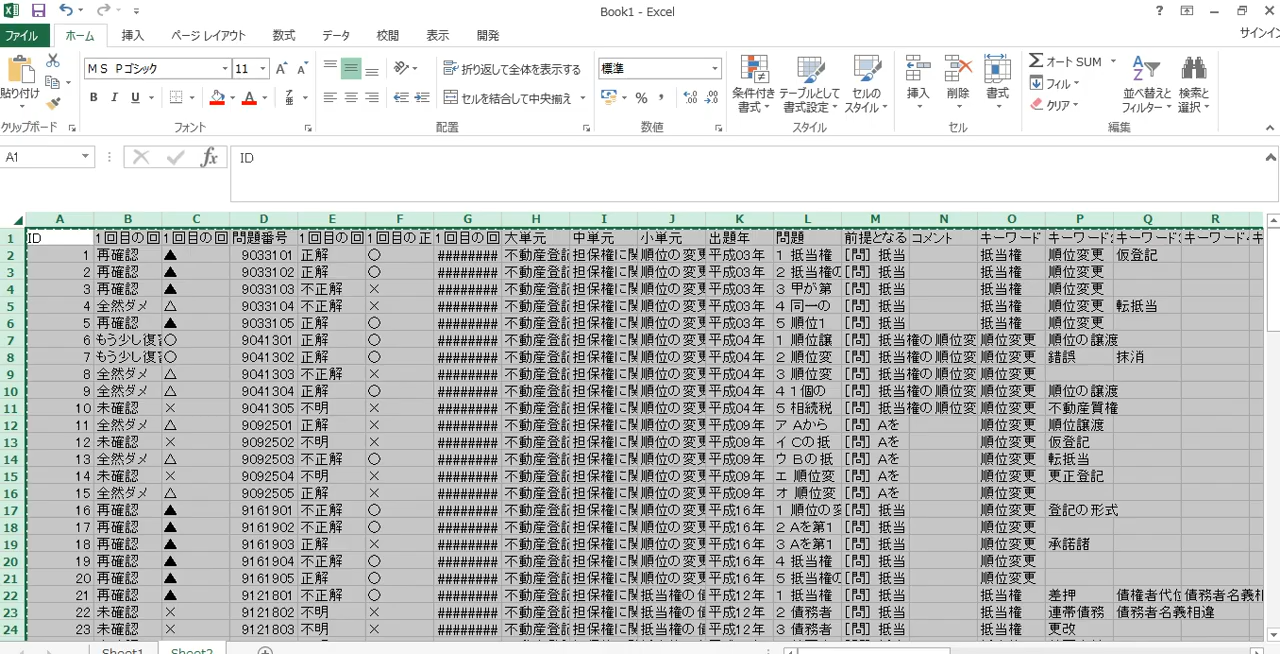 Book1 - Excel
サインイン
ファイル ホーム 挿入 ページ レイアウト 数式 データ 校閲 表示 開発
貼り付け
ＭＳ Ｐゴシック 11
B I U
折り返して全体を表示する
セルを結合して中央揃え
標準
条件付き書式 テーブルとして書式設定 セルのスタイル
挿入 削除 書式
オート SUM
フィル
クリア
並べ替えとフィルター 検索と選択
クリップボード フォント 配置 数値 スタイル セル 編集
A1 fx ID
A B C D E F G H I J K L M N O P Q R
1 ID 1回目の回 1回目の回 問題番号 1回目の回 1回目の正 1回目の回 大単元 中単元 小単元 出題年 問題 前提となる コメント キーワード キーワード キーワード キーワード
2 1 再確認 ▲ 9033101 正解 ○ ######## 不動産登記 担保権に関 順位の変更 平成03年 1 抵当権 [問] 抵当 抵当権 順位変更 仮登記
3 2 再確認 ▲ 9033102 正解 ○ ######## 不動産登記 担保権に関 順位の変更 平成03年 2 抵当権の [問] 抵当 抵当権 順位変更
4 3 再確認 ▲ 9033103 不正解 × ######## 不動産登記 担保権に関 順位の変更 平成03年 3 甲が第 [問] 抵当 抵当権 順位変更
5 4 全然ダメ △ 9033104 不正解 × ######## 不動産登記 担保権に関 順位の変更 平成03年 4 同一の [問] 抵当 抵当権 順位変更 転抵当
6 5 再確認 ▲ 9033105 正解 ○ ######## 不動産登記 担保権に関 順位の変更 平成03年 5 順位1 [問] 抵当 抵当権 順位変更
7 6 もう少し復習 ○ 9041301 正解 ○ ######## 不動産登記 担保権に関 順位の変更 平成04年 1 順位譲 [問] 抵当権の順位変 順位変更 順位の譲渡
8 7 もう少し復習 ○ 9041302 正解 ○ ######## 不動産登記 担保権に関 順位の変更 平成04年 2 順位変 [問] 抵当権の順位変 順位変更 錯誤 抹消
9 8 全然ダメ △ 9041303 不正解 × ######## 不動産登記 担保権に関 順位の変更 平成04年 3 順位変 [問] 抵当権の順位変 順位変更
10 9 全然ダメ △ 9041304 正解 ○ ######## 不動産登記 担保権に関 順位の変更 平成04年 4 1個の [問] 抵当権の順位変 順位変更 順位の譲渡
11 10 未確認 × 9041305 不明 × ######## 不動産登記 担保権に関 順位の変更 平成04年 5 相続税 [問] 抵当権の順位変 順位変更 不動産質権
12 11 全然ダメ △ 9092501 正解 ○ ######## 不動産登記 担保権に関 順位の変更 平成09年 ア Aから [問] Aを 順位変更 順位譲渡
13 12 未確認 × 9092502 不明 × ######## 不動産登記 担保権に関 順位の変更 平成09年 イ Cの抵 [問] Aを 順位変更 仮登記
14 13 全然ダメ △ 9092503 不正解 ○ ######## 不動産登記 担保権に関 順位の変更 平成09年 ウ Bの抵 [問] Aを 順位変更 転抵当
15 14 未確認 × 9092504 不明 × ######## 不動産登記 担保権に関 順位の変更 平成09年 エ 順位変 [問] Aを 順位変更 更正登記
16 15 全然ダメ △ 9092505 正解 × ######## 不動産登記 担保権に関 順位の変更 平成09年 オ 順位変 [問] Aを 順位変更
17 16 再確認 ▲ 9161901 不正解 ○ ######## 不動産登記 担保権に関 順位の変更 平成16年 1 順位の変 [問] 抵当 順位変更 登記の形式
18 17 再確認 ▲ 9161902 不正解 ○ ######## 不動産登記 担保権に関 順位の変更 平成16年 2 Aを第1 [問] 抵当 順位変更
19 18 再確認 ▲ 9161903 正解 × ######## 不動産登記 担保権に関 順位の変更 平成16年 3 Aを第1 [問] 抵当 順位変更 承諾諸
20 19 再確認 ▲ 9161904 不正解 ○ ######## 不動産登記 担保権に関 順位の変更 平成16年 4 抵当権 [問] 抵当 順位変更
21 20 再確認 ▲ 9161905 正解 ○ ######## 不動産登記 担保権に関 順位の変更 平成16年 5 抵当権の [問] 抵当 順位変更
22 21 再確認 ▲ 9121801 不正解 ○ ######## 不動産登記 担保権に関 抵当権の 平成12年 1 抵当権 [問] 抵当 抵当権 差押 債権者代位 債務者名義相
23 22 未確認 × 9121802 不明 × ######## 不動産登記 担保権に関 抵当権の 平成12年 2 債務者 [問] 抵当 抵当権 連帯債務 債務者名義相違
24 23 未確認 × 9121803 不明 × ######## 不動産登記 担保権に関 抵当権の 平成12年 3 債務者 [問] 抵当 抵当権 更改
Sheet1 Sheet2